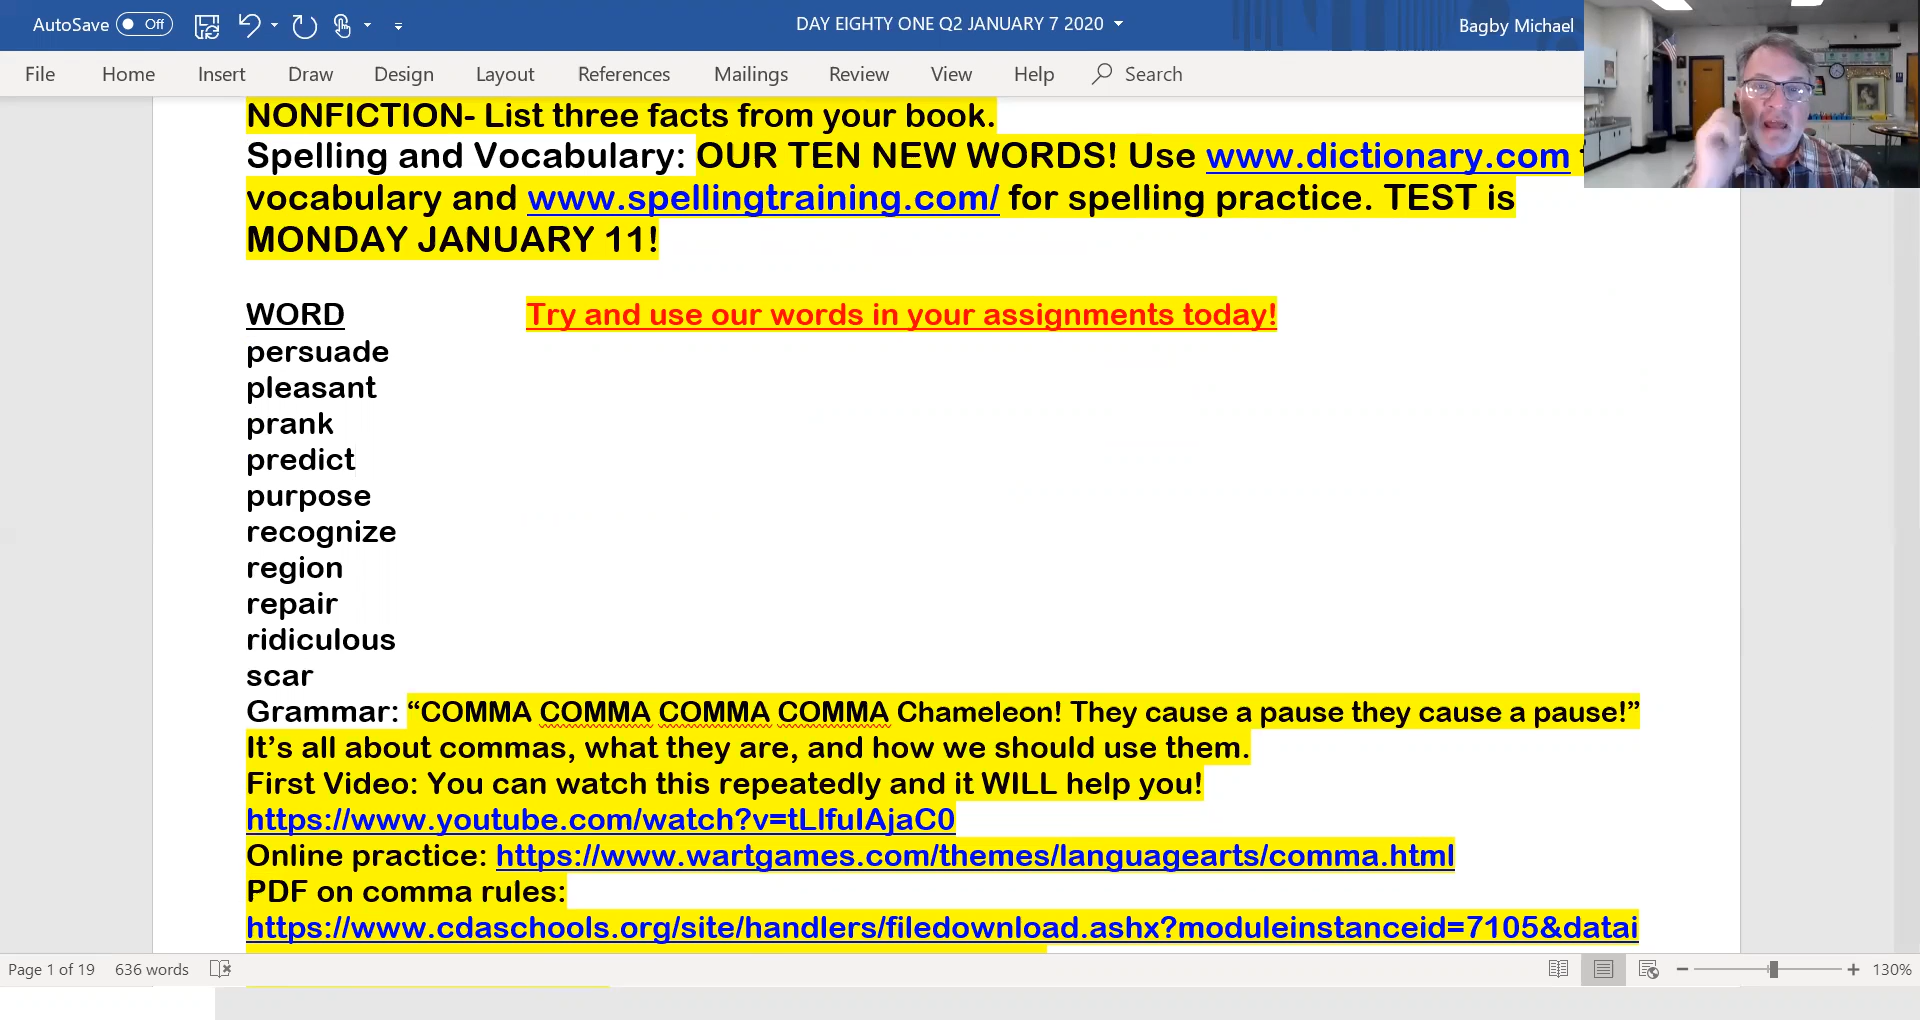 AutoSave Off DAY EIGHTY ONE Q2 JANUARY 7 2020 Bagby Michael
File Home Insert Draw Design Layout References Mailings Review View Help Search
NONFICTION- List three facts from your book.
Spelling and Vocabulary: OUR TEN NEW WORDS! Use www.dictionary.com
vocabulary and www.spellingtraining.com/ for spelling practice. TEST is
MONDAY JANUARY 11!
WORD Try and use our words in your assignments today!
persuade
pleasant
prank
predict
purpose
recognize
region
repair
ridiculous
scar
Grammar: “COMMA COMMA COMMA COMMA Chameleon! They cause a pause they cause a pause!”
It’s all about commas, what they are, and how we should use them.
First Video: You can watch this repeatedly and it WILL help you!
https://www.youtube.com/watch?v=tLIfuIAjaC0
Online practice: https://www.wartgames.com/themes/languagearts/comma.html
PDF on comma rules:
https://www.cdaschools.org/site/handlers/filedownload.ashx?moduleinstanceid=7105&datai
Page 1 of 19 636 words 130%